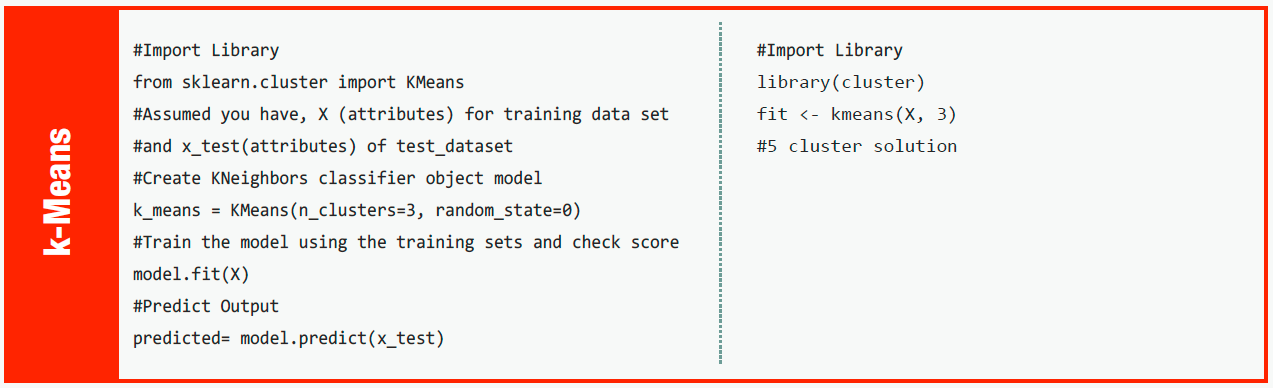 k-Means
#Import Library
from sklearn.cluster import KMeans
#Assumed you have, X (attributes) for training data set
#and x_test(attributes) of test_dataset
#Create KNeighbors classifier object model
k_means = KMeans(n_clusters=3, random_state=0)
#Train the model using the training sets and check score
model.fit(X)
#Predict Output
predicted= model.predict(x_test)
#Import Library
library(cluster)
fit <- kmeans(X, 3)
#5 cluster solution